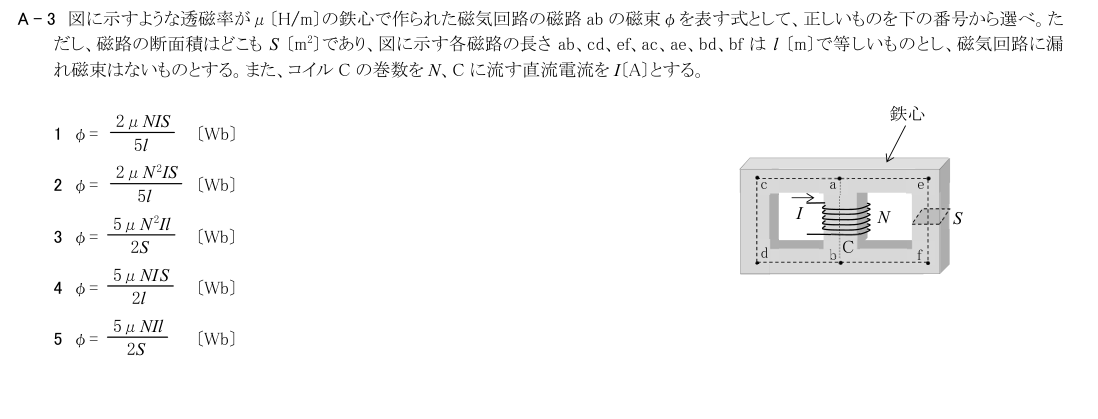 A－3 図に示すような透磁率がμ〔H/m〕の鉄心で作られた磁気回路の磁路 ab の磁束φを表す式として、正しいものを下の番号から選べ。た
だし、磁路の断面積はどこも S〔m²〕であり、図に示す各磁路の長さ ab、cd、ef、ac、ae、bd、bf は l〔m〕で等しいものとし、磁気回路に漏
れ磁束はないものとする。また、コイル C の巻数を N、C に流す直流電流を I〔A〕とする。
1 φ= 2μNIS / 5l 〔Wb〕
2 φ= 2μN²IS / 5l 〔Wb〕
3 φ= 5μN²Il / 2S 〔Wb〕
4 φ= 5μNIS / 2l 〔Wb〕
5 φ= 5μNIl / 2S 〔Wb〕
鉄心
c a e
I N S
d b C f